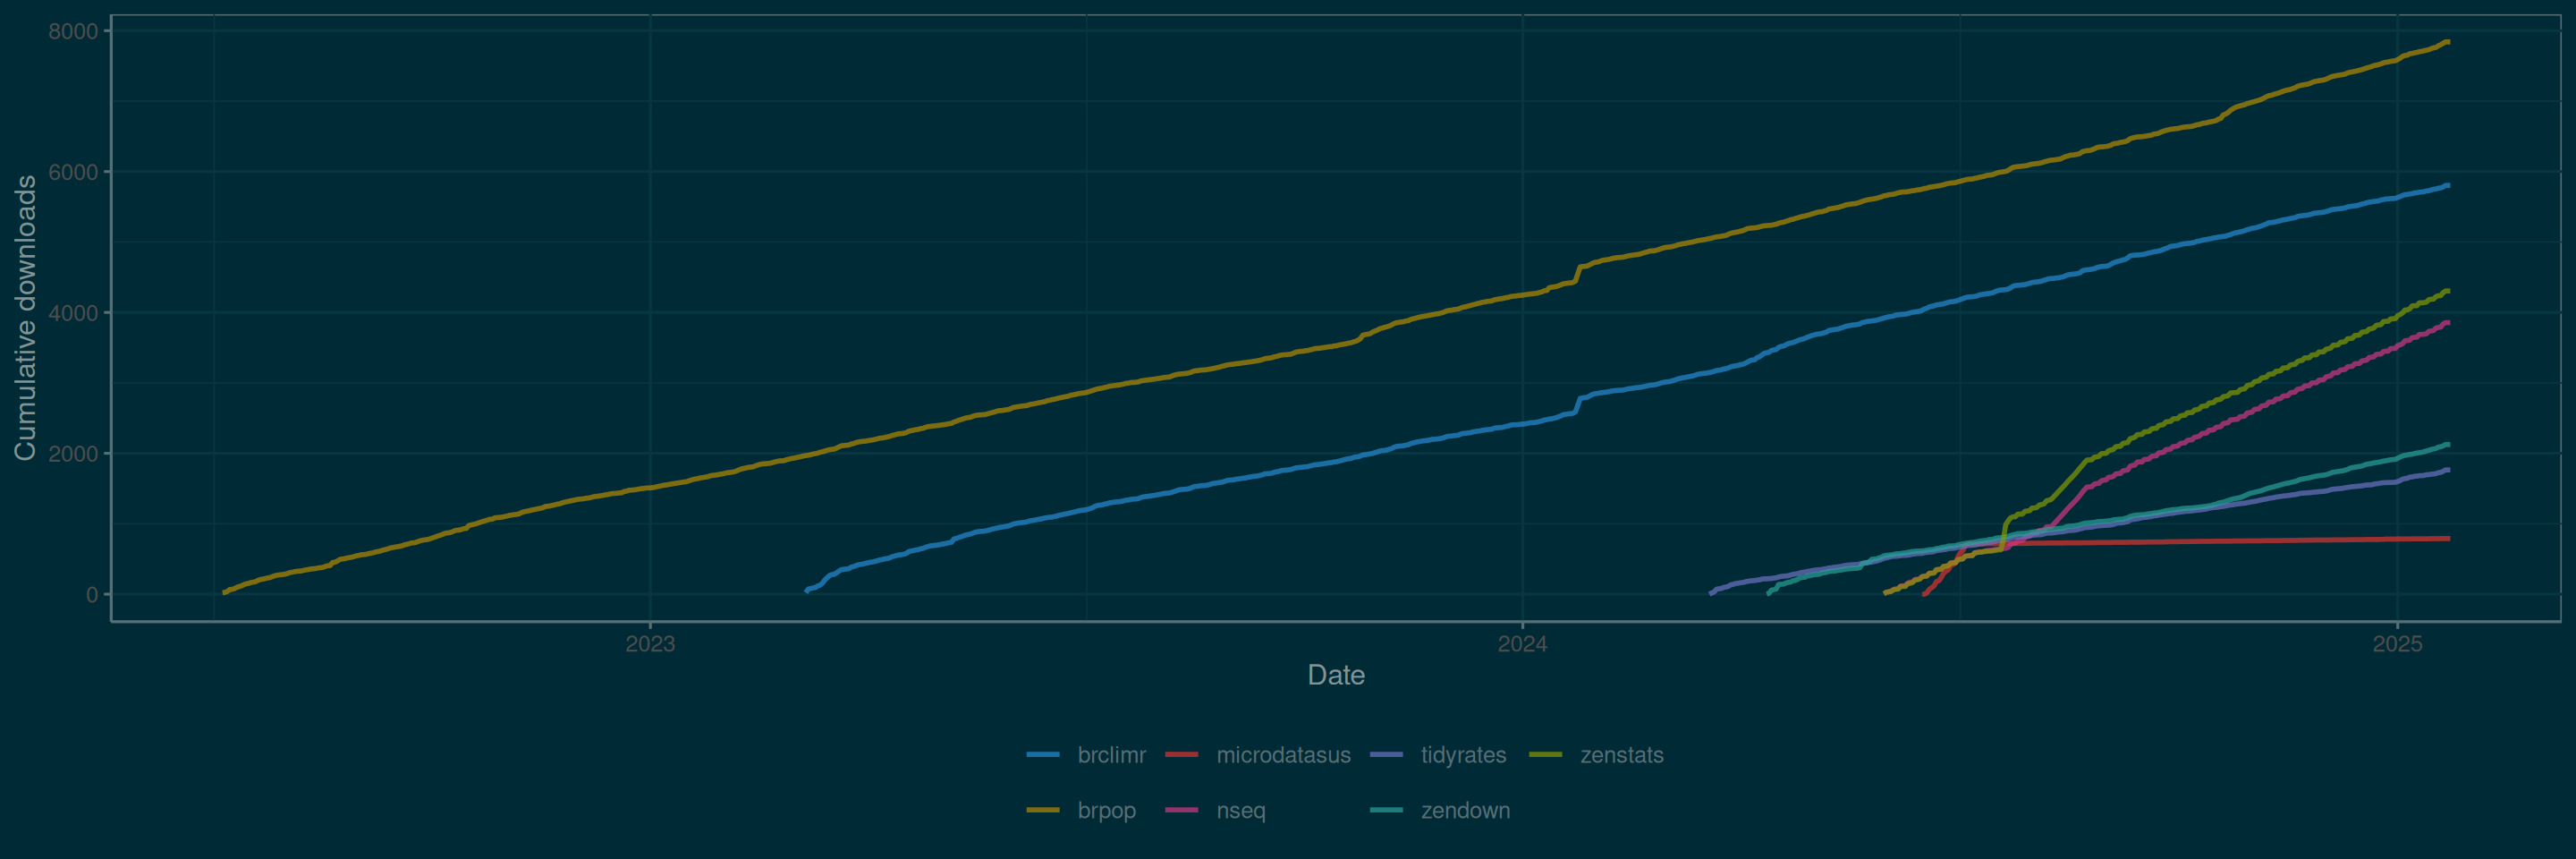 8000
6000
4000
2000
0
Cumulative downloads
2023 2024 2025
Date
brclimr microdatasus tidyrates zenstats
brpop nseq zendown